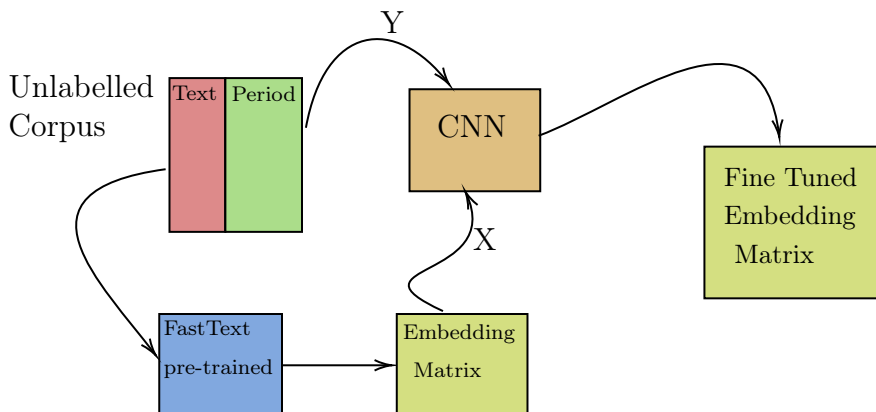 Y
Unlabelled
Corpus
Text
Period
CNN
Fine Tuned
Embedding
Matrix
X
FastText
pre-trained
Embedding
Matrix